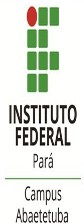 INSTITUTO
FEDERAL
Pará
Campus
Abaetetuba